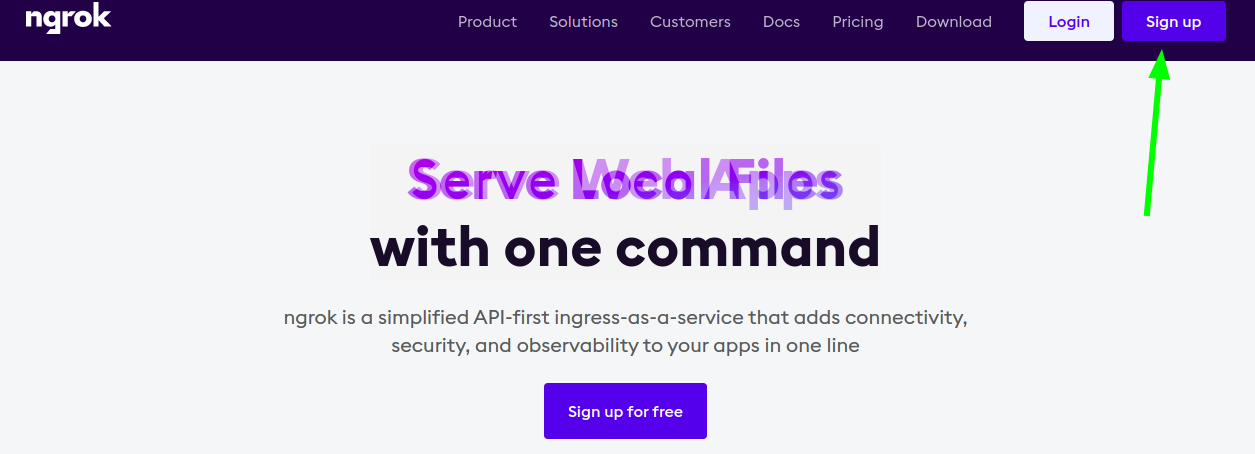 ngrok
Product
Solutions
Customers
Docs
Pricing
Download
Login
Sign up
Serve Local Files
with one command
ngrok is a simplified API-first ingress-as-a-service that adds connectivity,
security, and observability to your apps in one line
Sign up for free